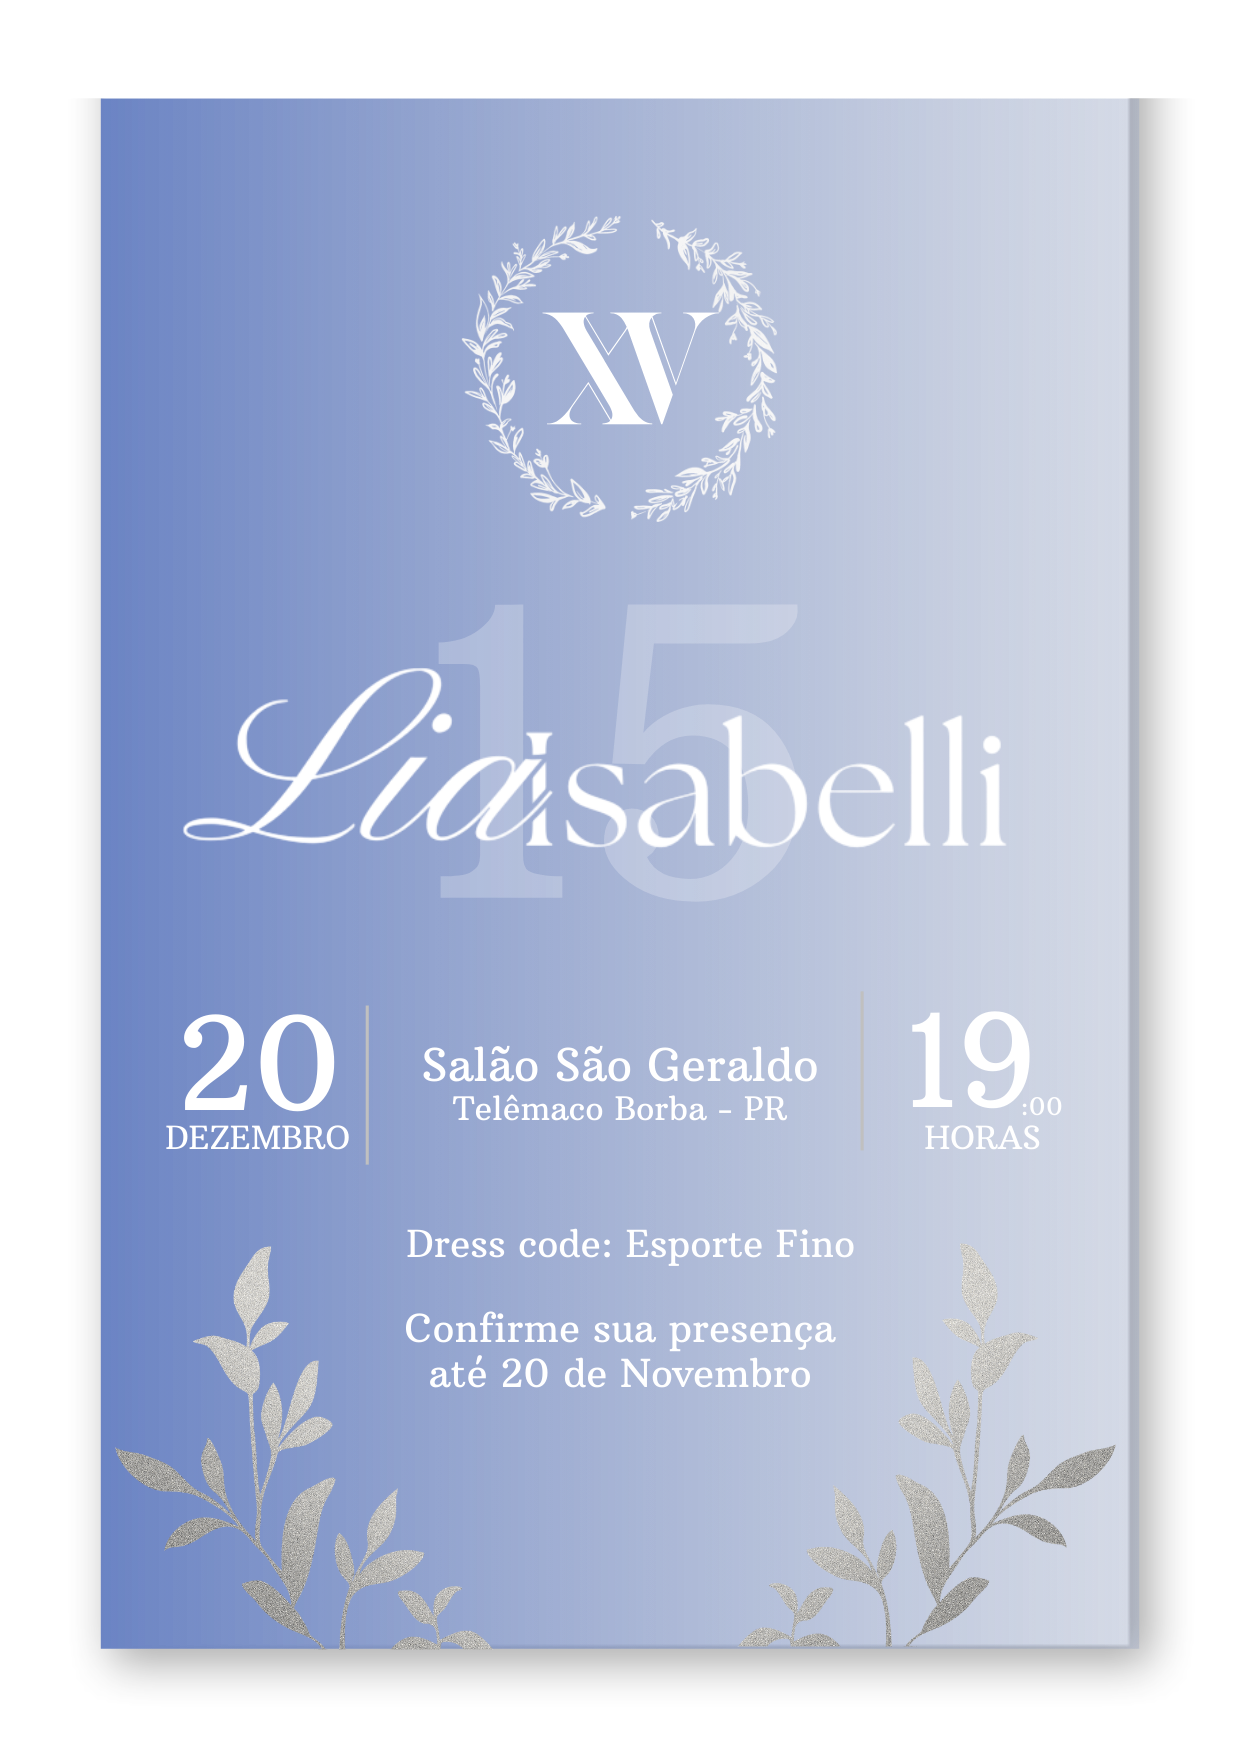 XV
15
Lia Isabelli
20
DEZEMBRO
Salão São Geraldo
Telêmaco Borba - PR
19:00
HORAS
Dress code: Esporte Fino
Confirme sua presença
até 20 de Novembro